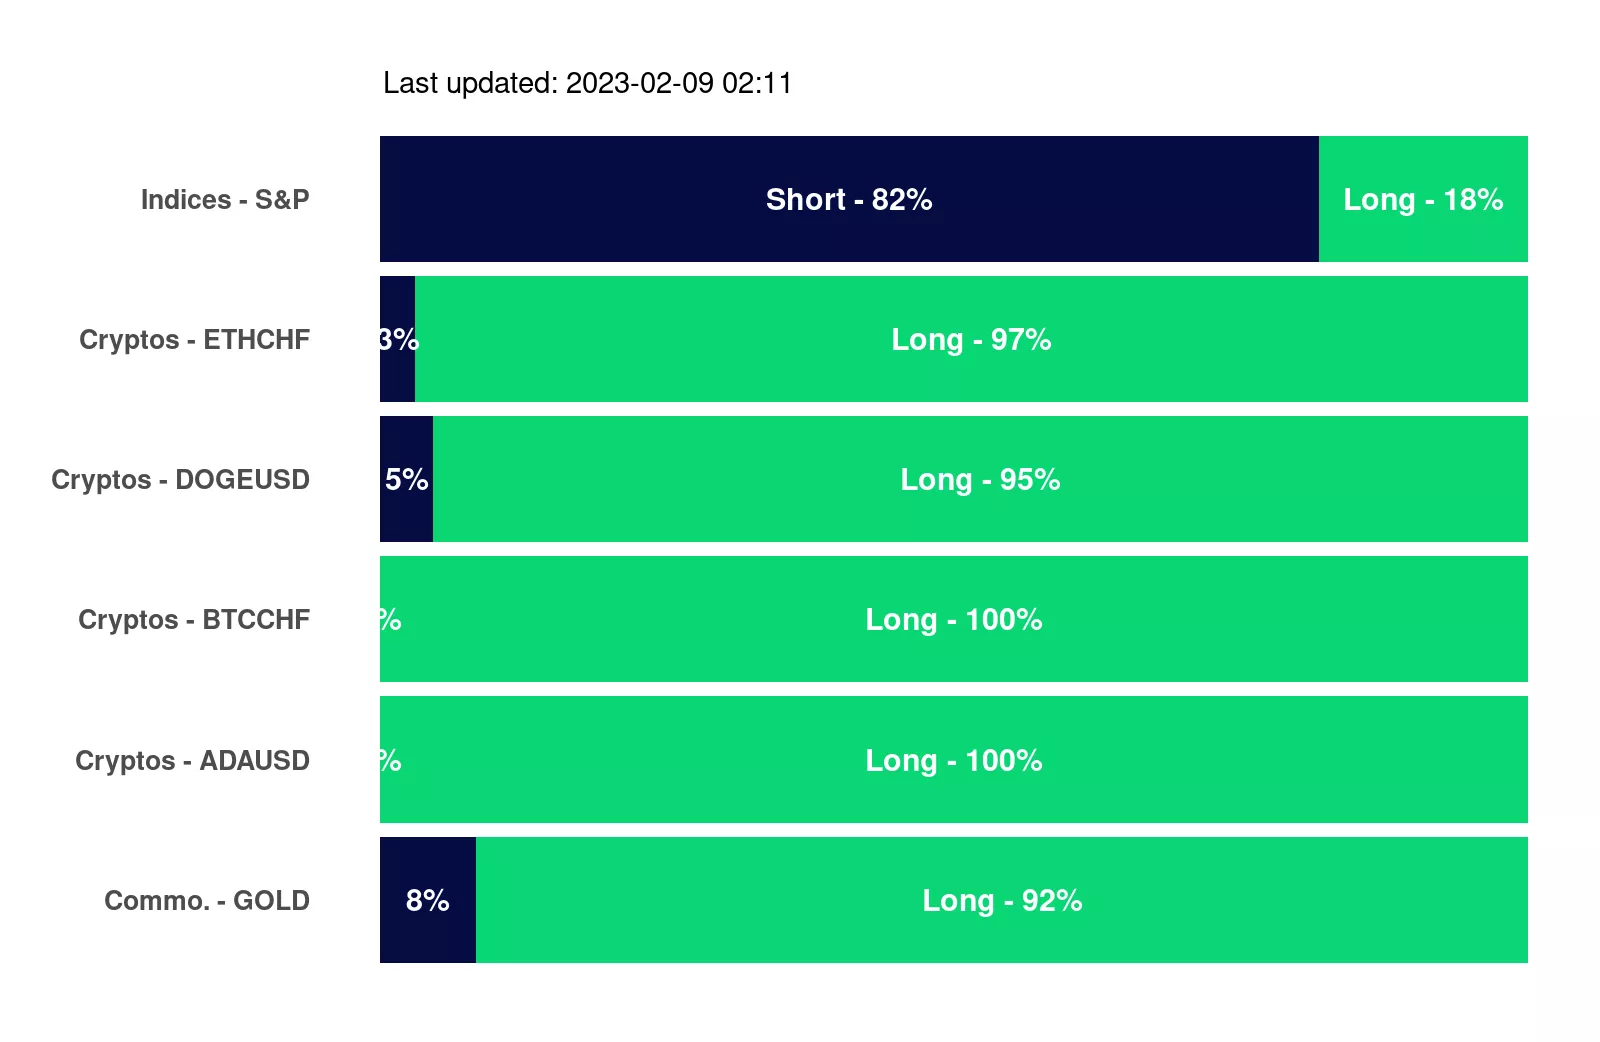 Last updated: 2023-02-09 02:11
Indices - S&P
Short - 82%
Long - 18%
Cryptos - ETHCHF
3%
Long - 97%
Cryptos - DOGEUSD
5%
Long - 95%
Cryptos - BTCCHF
%
Long - 100%
Cryptos - ADAUSD
%
Long - 100%
Commo. - GOLD
8%
Long - 92%